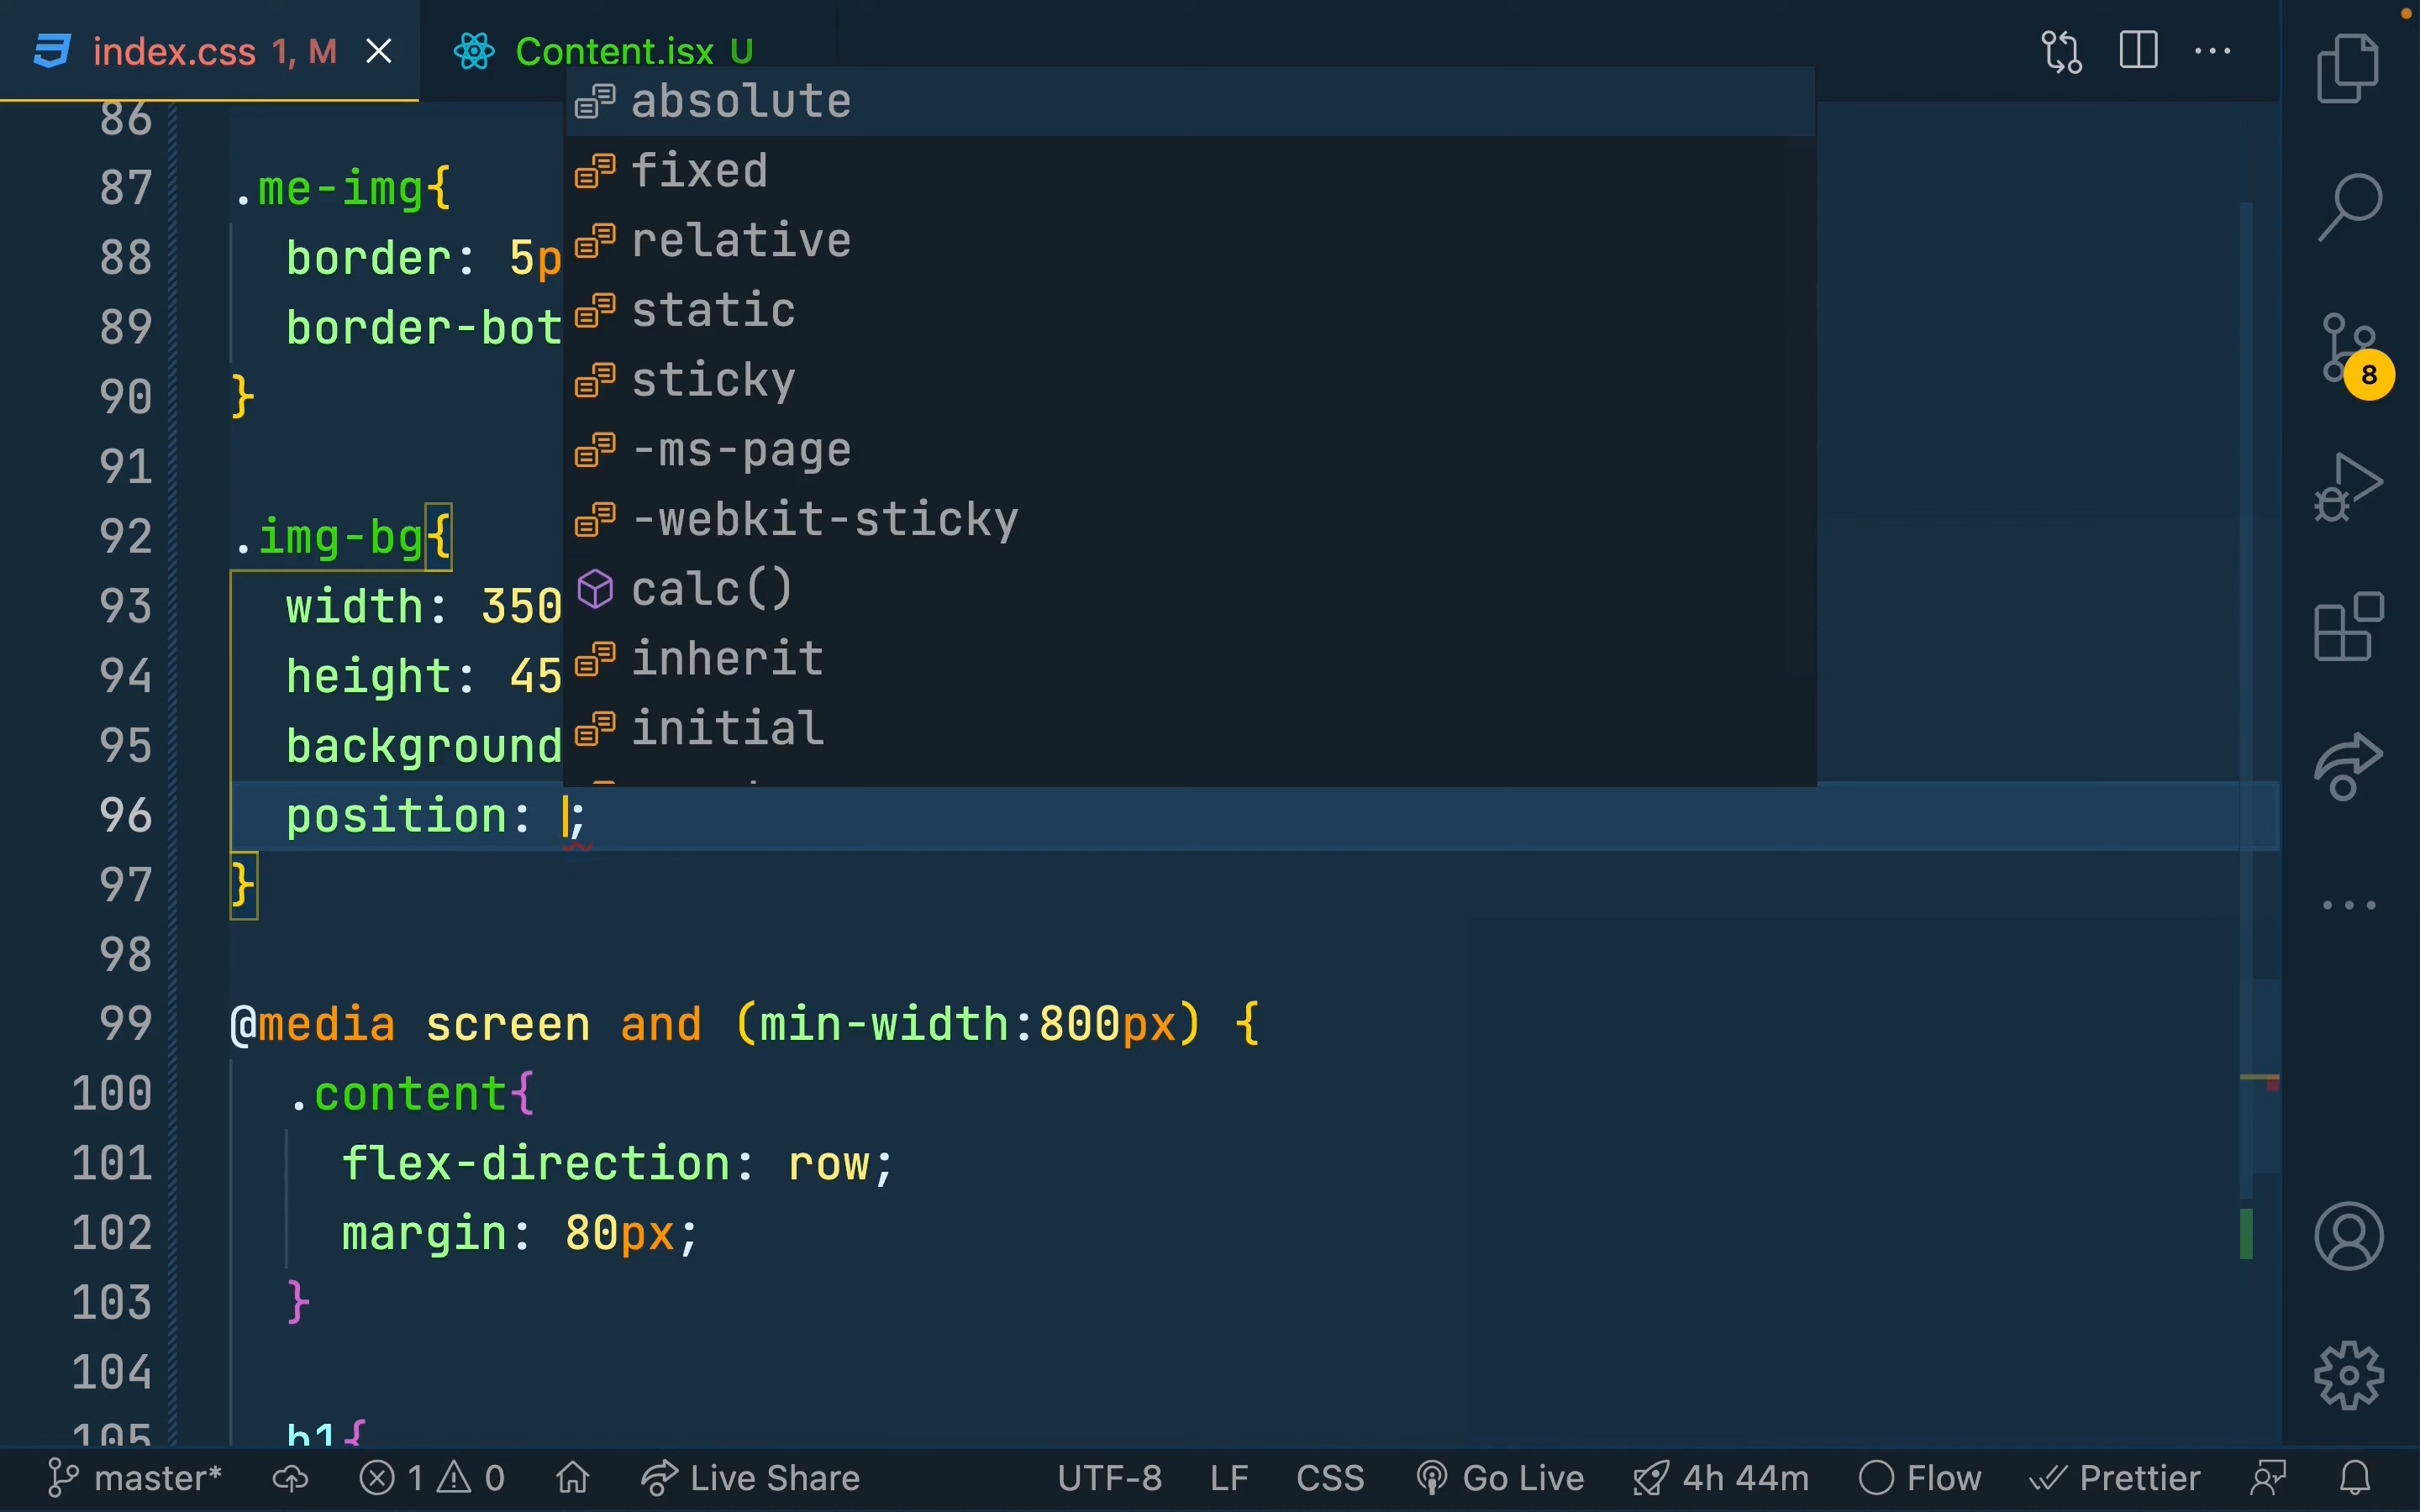 index.css 1, M
Content.jsx U
86
87 .me-img{
88 border: 5p
89 border-bot
90 }
91
92 .img-bg{
93 width: 350
94 height: 45
95 background
96 position: ;
97 }
98
99 @media screen and (min-width:800px) {
100 .content{
101 flex-direction: row;
102 margin: 80px;
103 }
104
105 h1{
absolute
fixed
relative
static
sticky
-ms-page
-webkit-sticky
calc()
inherit
initial
8
master*
1 0
Live Share
UTF-8
LF
CSS
Go Live
4h 44m
Flow
Prettier